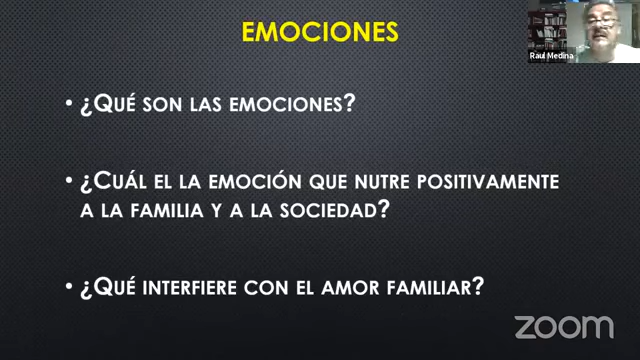 EMOCIONES
Raul Medina
• ¿QUÉ SON LAS EMOCIONES?
• ¿CUÁL EL LA EMOCIÓN QUE NUTRE POSITIVAMENTE
A LA FAMILIA Y A LA SOCIEDAD?
• ¿QUÉ INTERFIERE CON EL AMOR FAMILIAR?
zoom